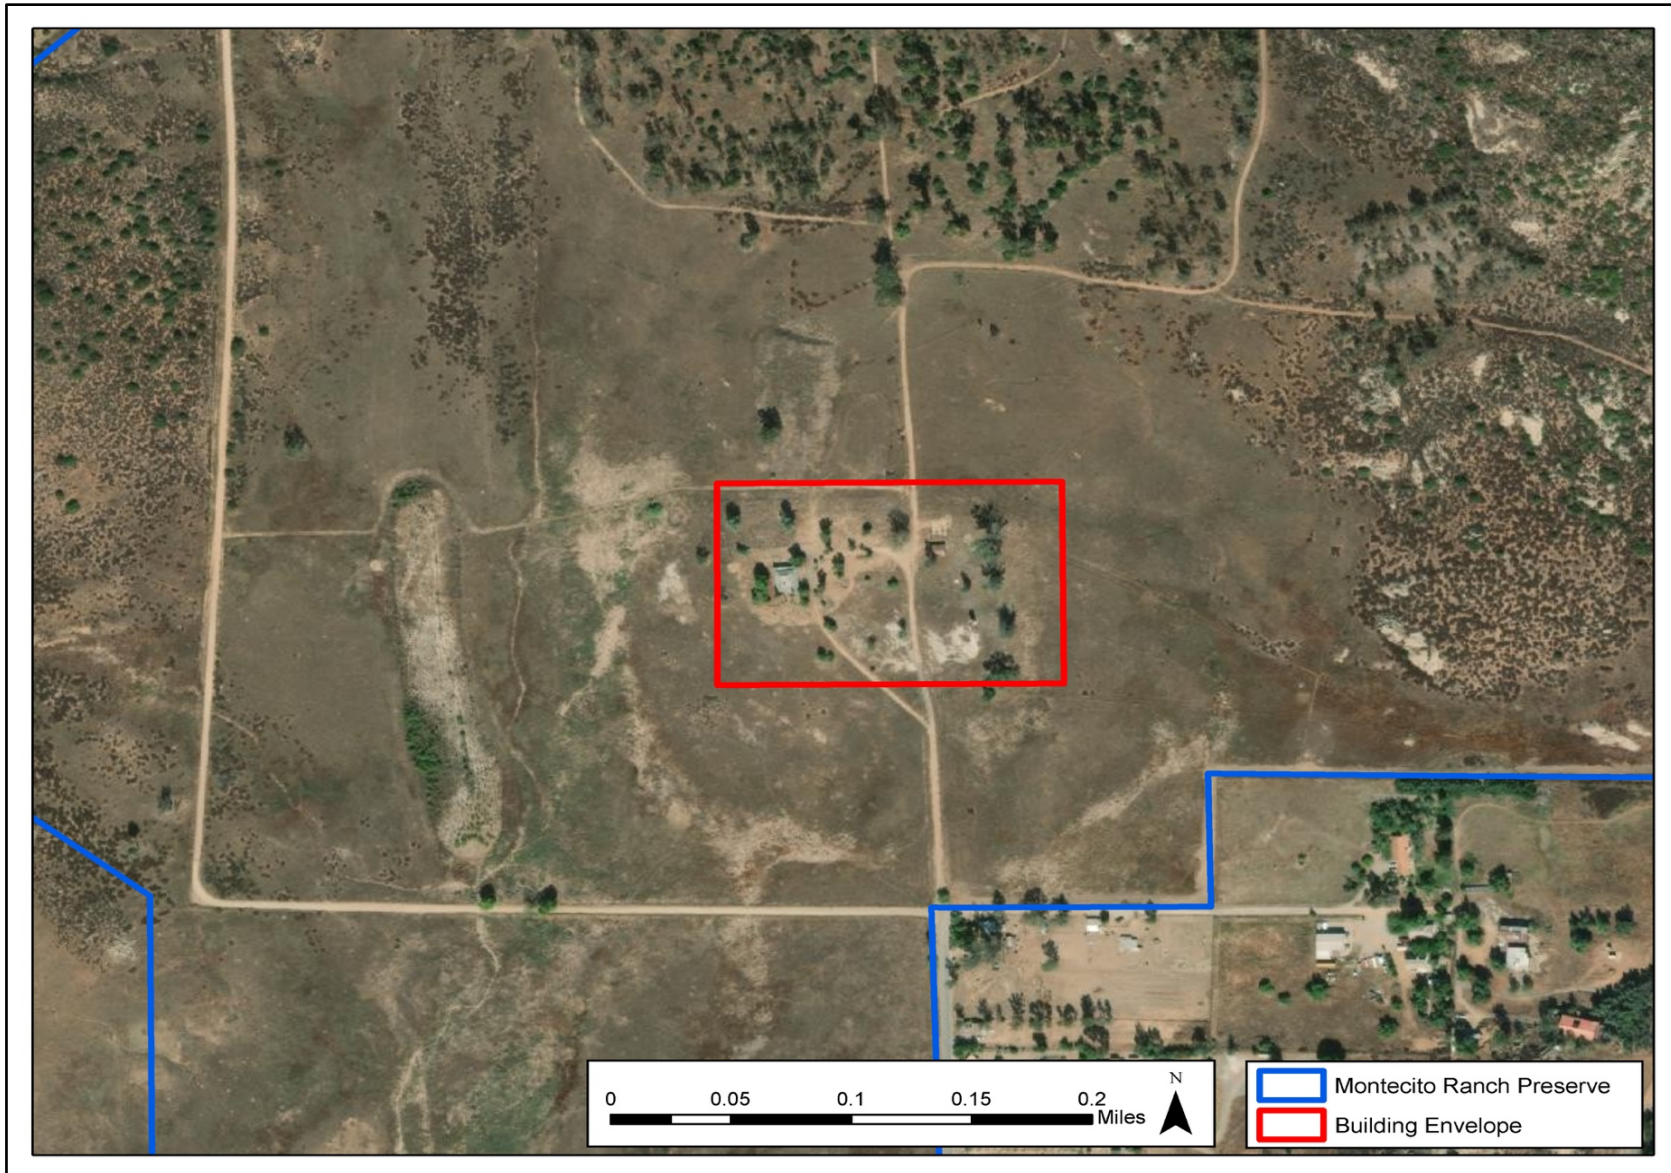 N
0 0.05 0.1 0.15 0.2
Miles
Montecito Ranch Preserve
Building Envelope